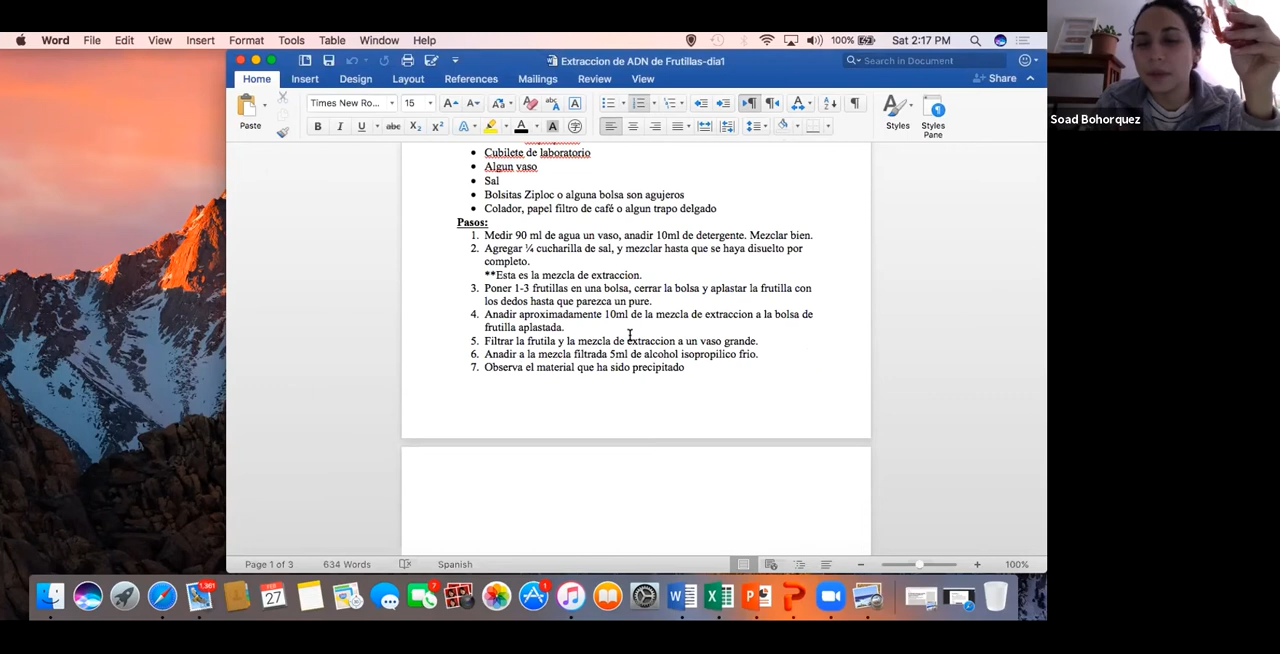 Word File Edit View Insert Format Tools Table Window Help
100% Sat 2:17 PM
Soad Bohorquez
Extraccion de ADN de Frutillas-dia1
Search in Document
Home Insert Design Layout References Mailings Review View
Share
Paste
Times New Ro... 15
Styles
Styles Pane
Cubilete de laboratorio
Algun vaso
Sal
Bolsitas Ziploc o alguna bolsa son agujeros
Colador, papel filtro de café o algun trapo delgado
Pasos:
1. Medir 90 ml de agua un vaso, anadir 10ml de detergente. Mezclar bien.
2. Agregar ¼ cucharilla de sal, y mezclar hasta que se haya disuelto por
completo.
**Esta es la mezcla de extraccion.
3. Poner 1-3 frutillas en una bolsa, cerrar la bolsa y aplastar la frutilla con
los dedos hasta que parezca un pure.
4. Anadir aproximadamente 10ml de la mezcla de extraccion a la bolsa de
frutilla aplastada.
5. Filtrar la frutila y la mezcla de extraccion a un vaso grande.
6. Anadir a la mezcla filtrada 5ml de alcohol isopropilico frio.
7. Observa el material que ha sido precipitado
Page 1 of 3 634 Words Spanish 100%
1,361
FEB
27
7
1